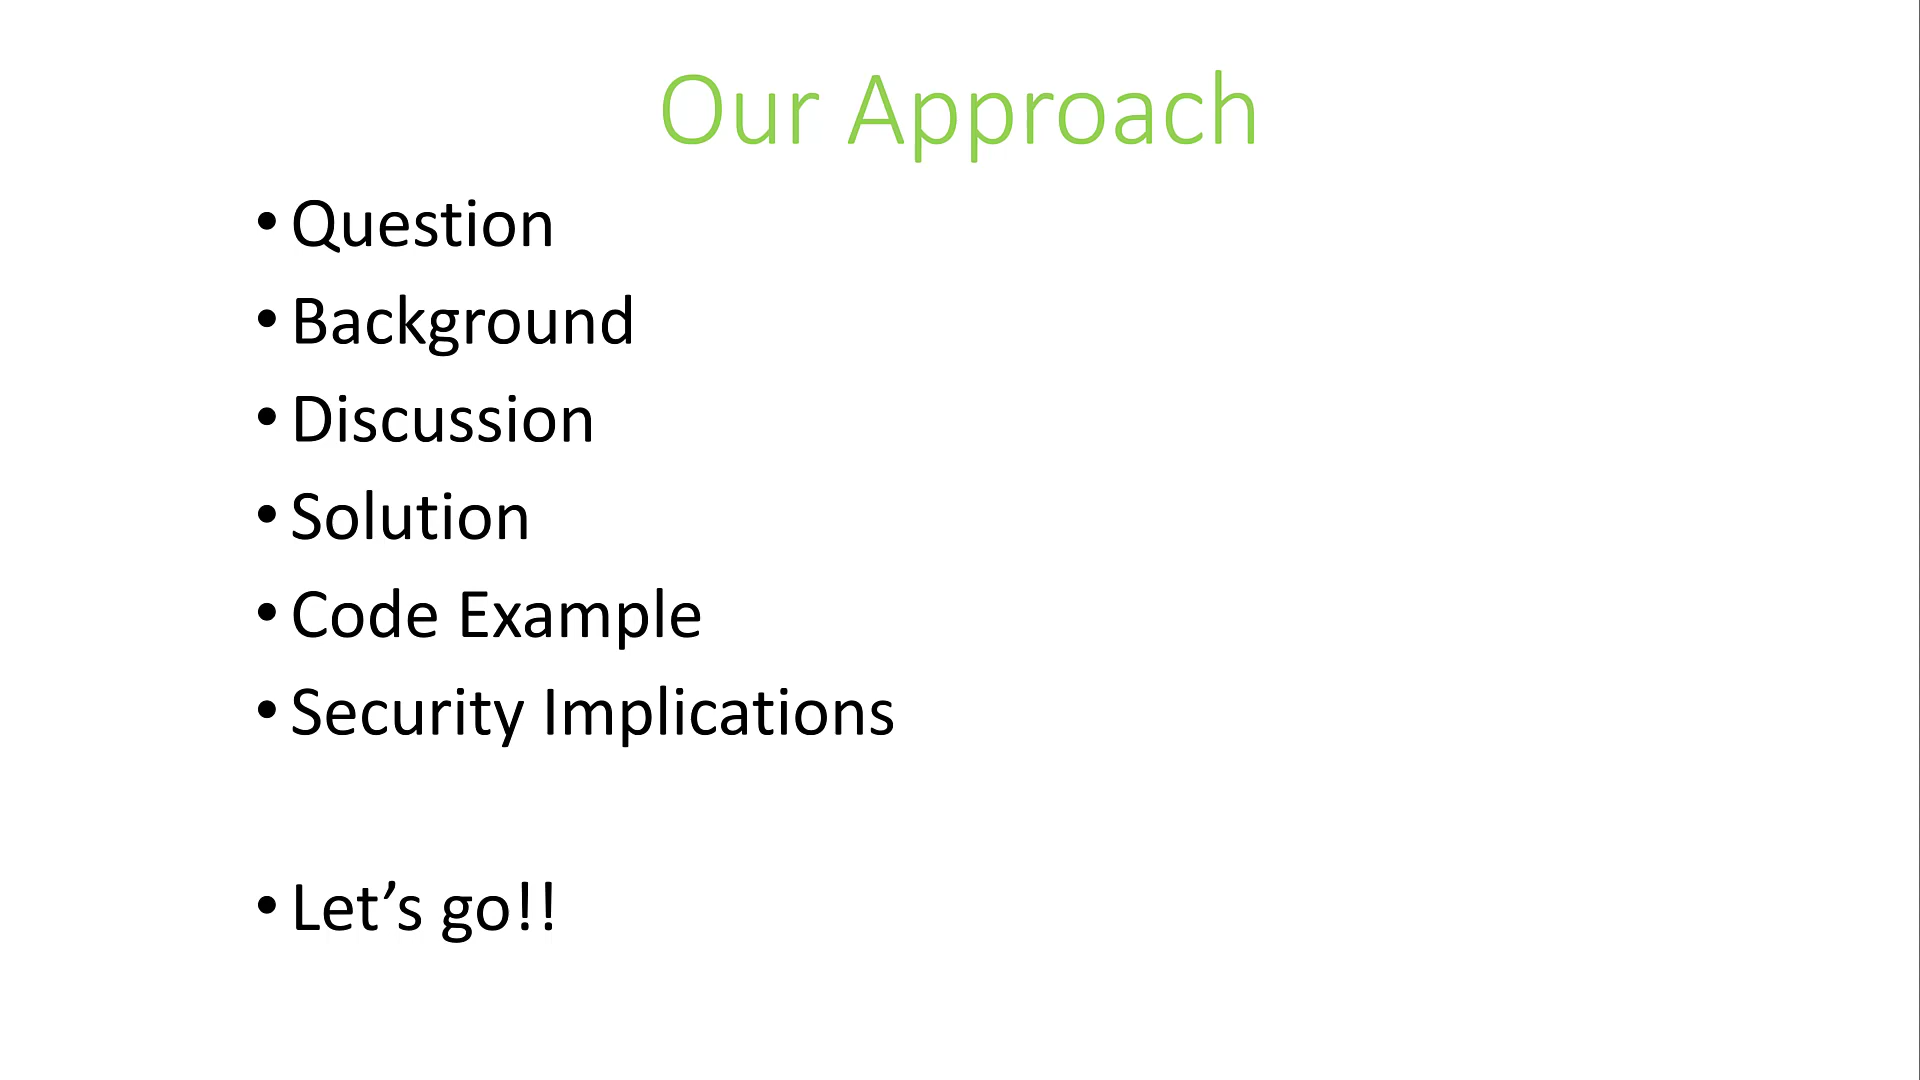 Our Approach
• Question
• Background
• Discussion
• Solution
• Code Example
• Security Implications
• Let’s go!!